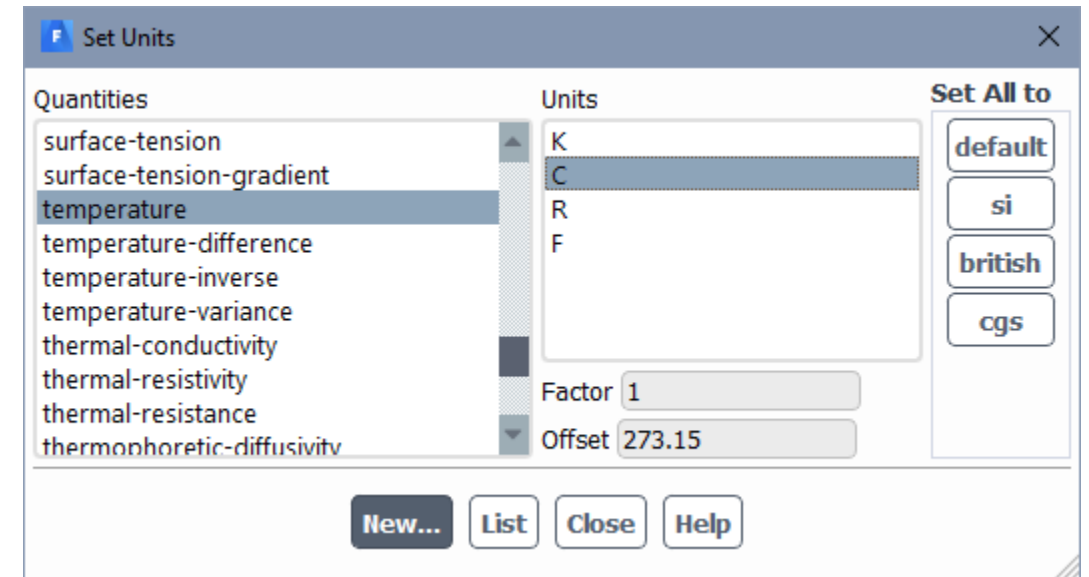 F Set Units
Quantities
surface-tension
surface-tension-gradient
temperature
temperature-difference
temperature-inverse
temperature-variance
thermal-conductivity
thermal-resistivity
thermal-resistance
thermophoretic-diffusivity
Units
K
C
R
F
Factor 1
Offset 273.15
Set All to
default
si
british
cgs
New... List Close Help